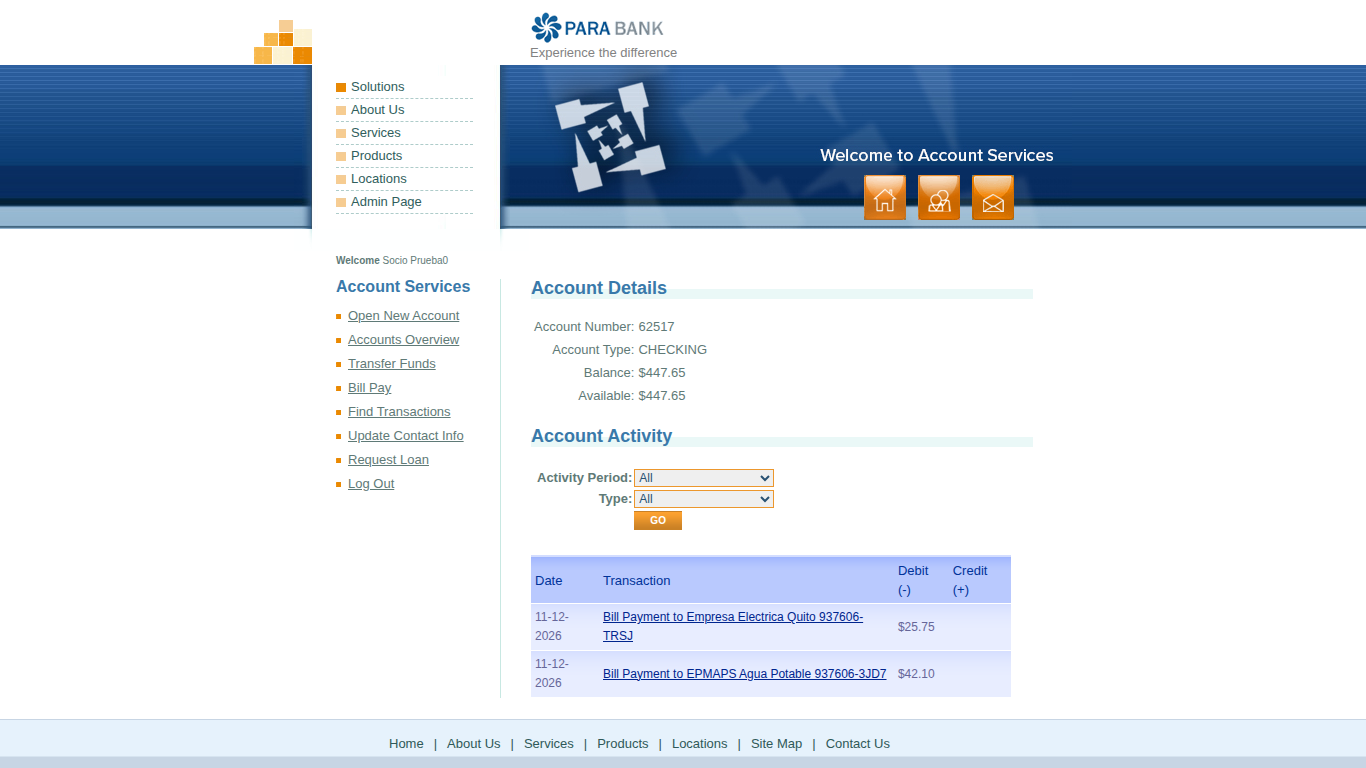 PARA BANK
Experience the difference
Solutions
About Us
Services
Products
Locations
Admin Page
Welcome to Account Services
Welcome Socio Prueba0
Account Services
Open New Account
Accounts Overview
Transfer Funds
Bill Pay
Find Transactions
Update Contact Info
Request Loan
Log Out
Account Details
Account Number: 62517
Account Type: CHECKING
Balance: $447.65
Available: $447.65
Account Activity
Activity Period: All
Type: All
GO
Date Transaction Debit (-) Credit (+)
11-12-2026 Bill Payment to Empresa Electrica Quito 937606-TRSJ $25.75
11-12-2026 Bill Payment to EPMAPS Agua Potable 937606-3JD7 $42.10
Home | About Us | Services | Products | Locations | Site Map | Contact Us